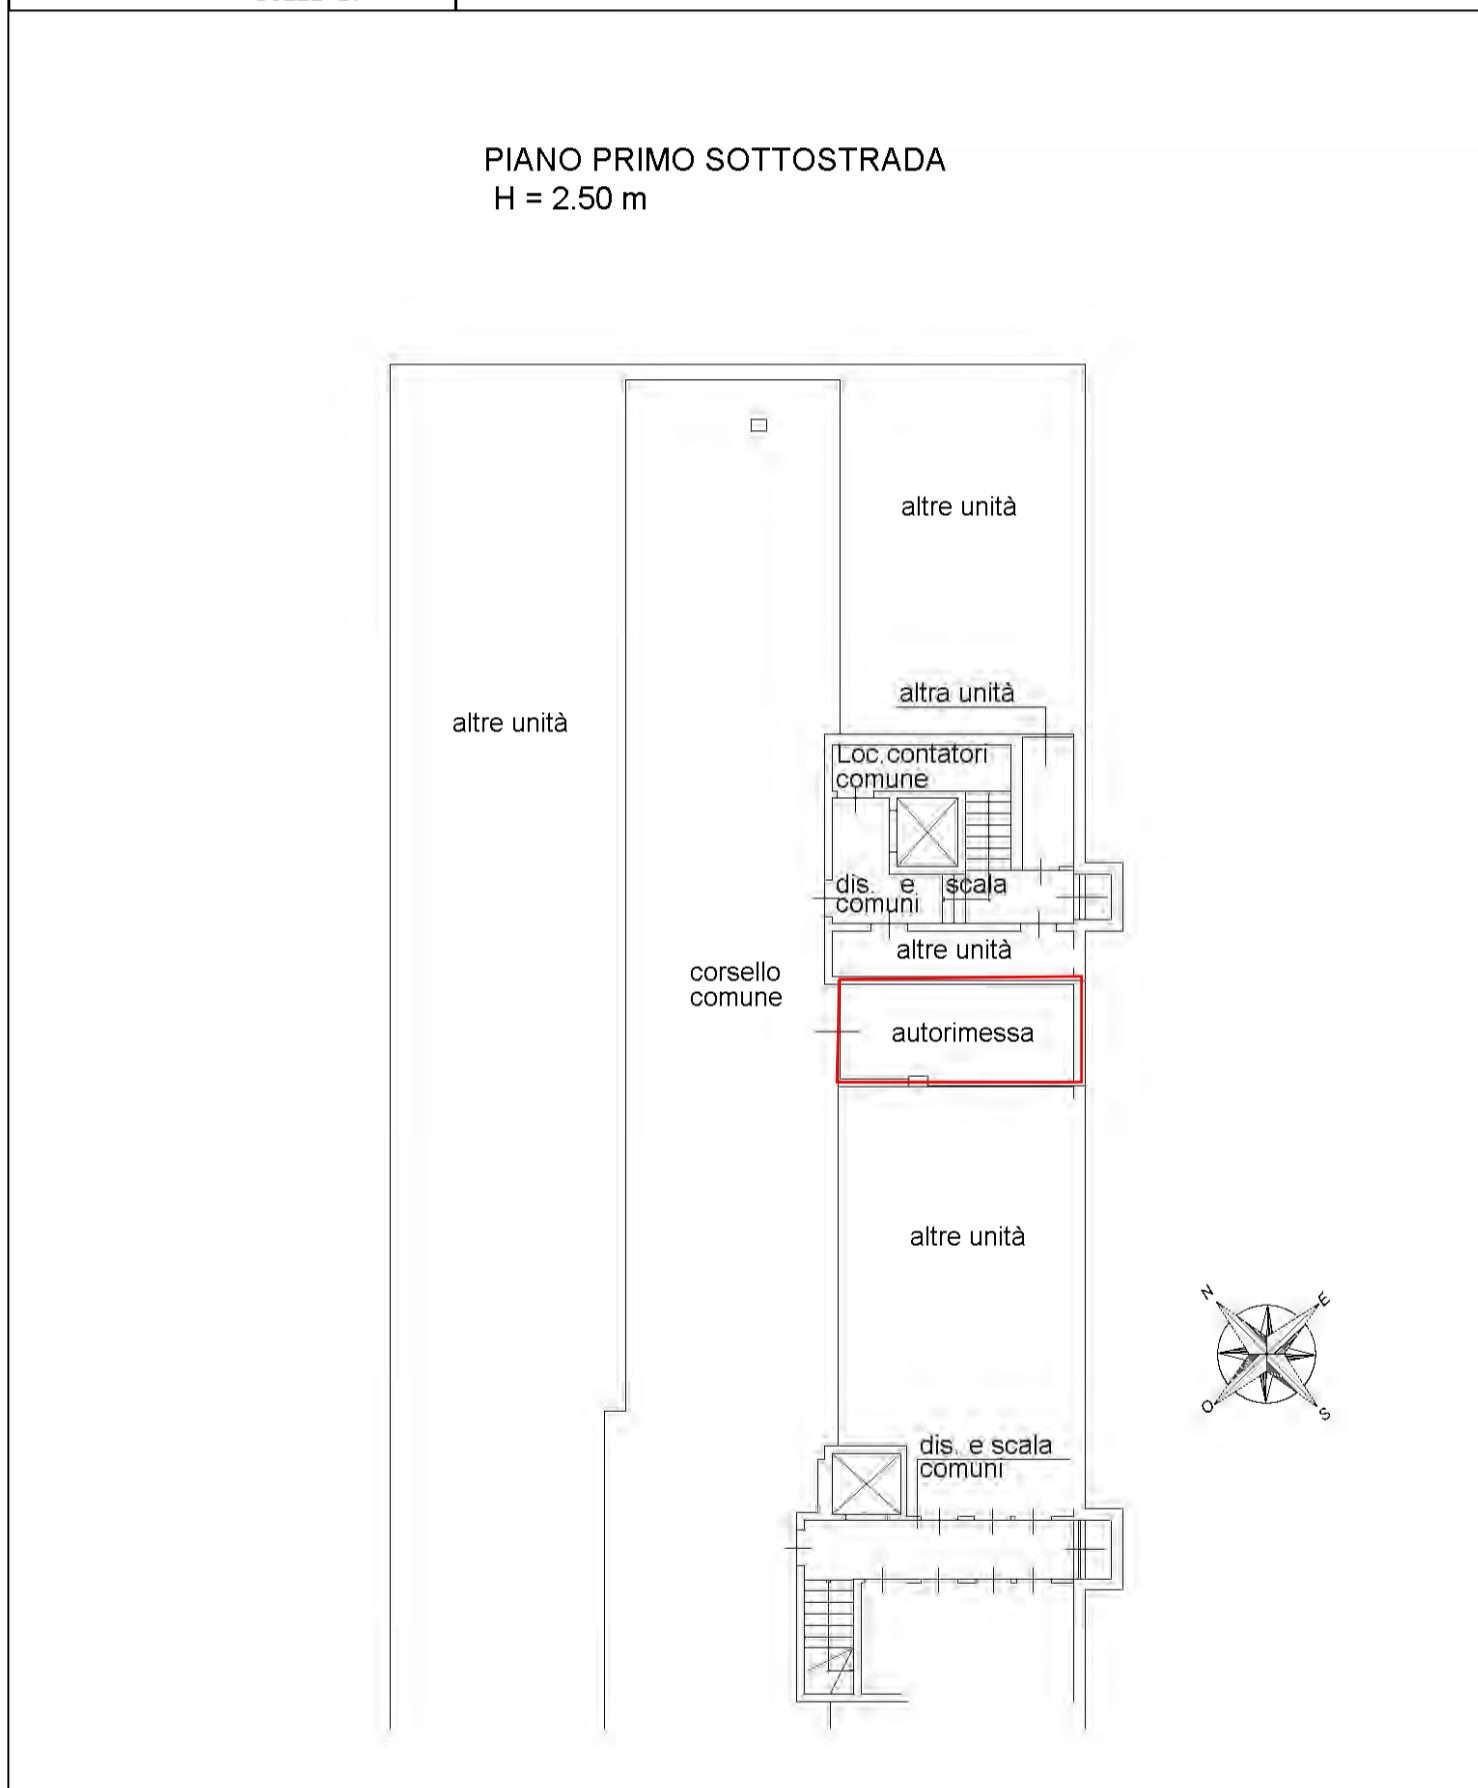 PIANO PRIMO SOTTOSTRADA
H = 2.50 m
altre unità
altra unità
altre unità
Loc.contatori
comune
dis. e scala
comuni
altre unità
corsello
comune
autorimessa
altre unità
N
E
O
S
dis. e scala
comuni